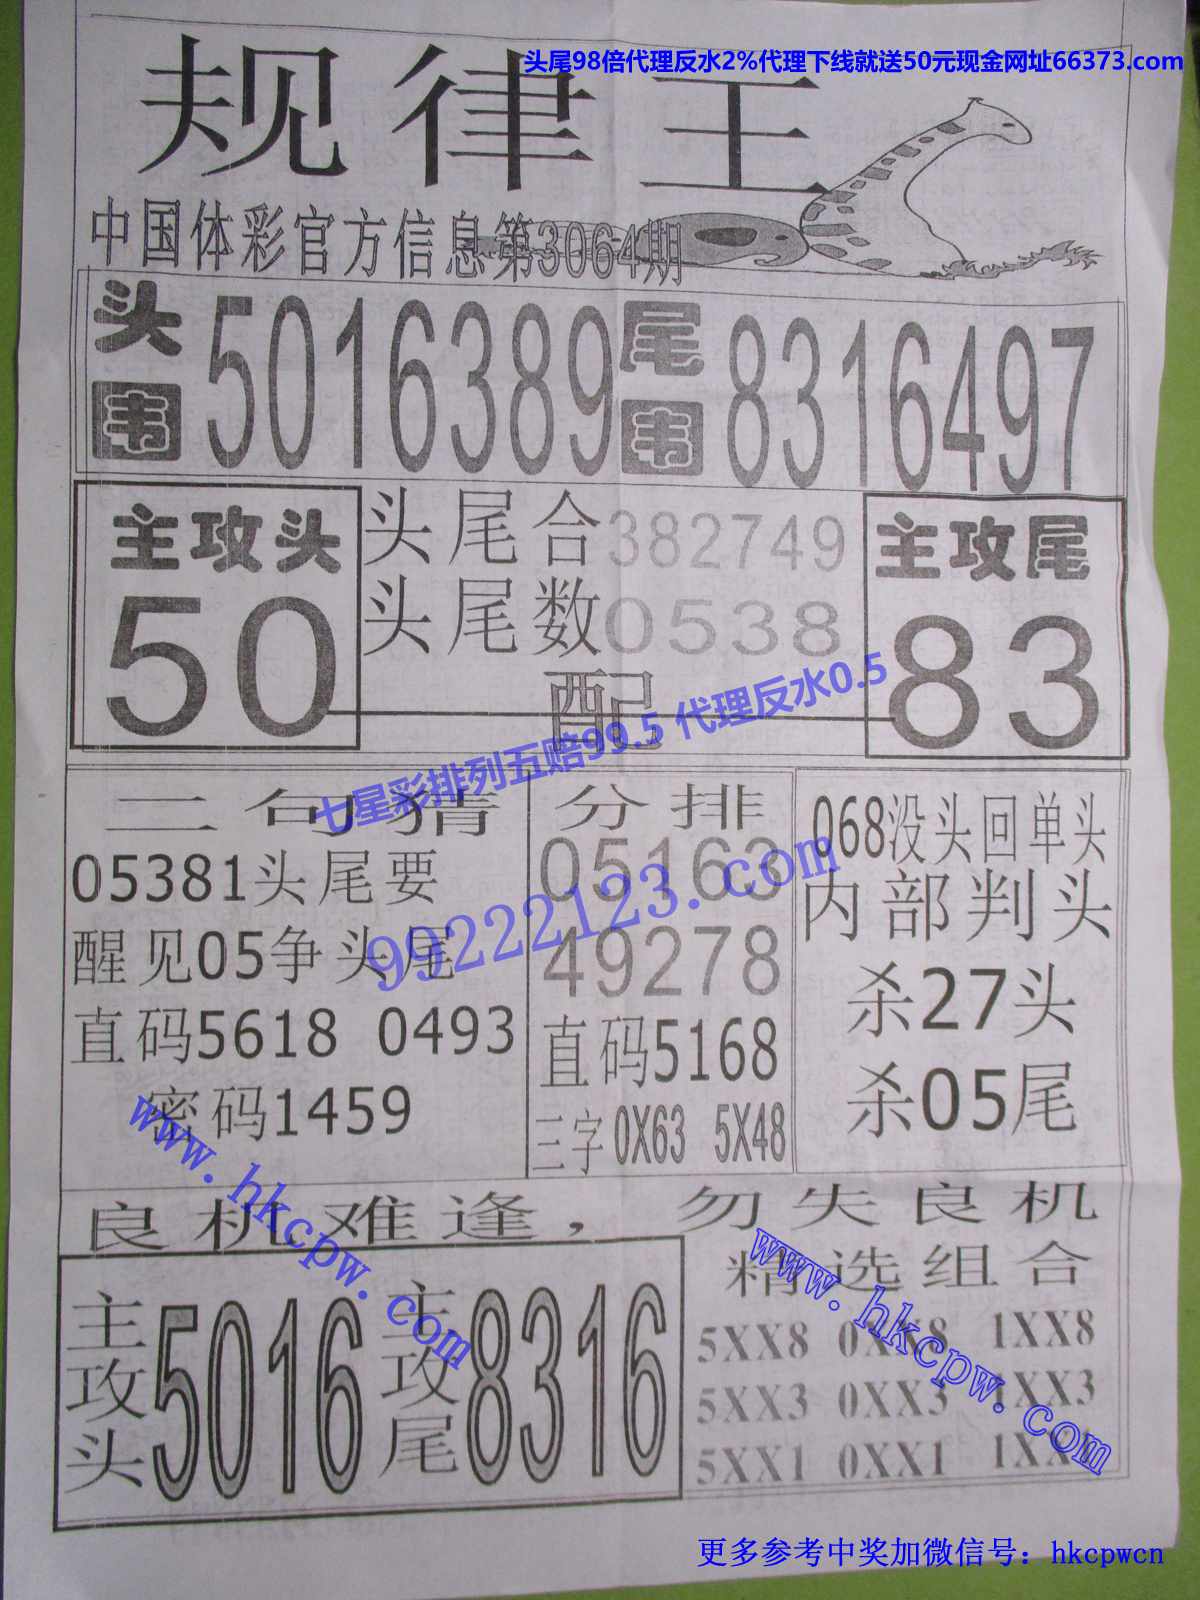 头尾98倍代理反水2%代理下线就送50元现金网址66373.com
规律王
中国体彩官方信息第3064期
头围 5016389 尾围 8316497
主攻头 50
头尾合382749
头尾数0538
配
主攻尾 83
七星彩排列五赔99.5 代理反水0.5
99222123.com
二句猜
05381头尾要
醒见05争头尾
直码5618 0493
密码1459
分排
05163
49278
直码5168
三字0X63 5X48
068没头回单头
内部判头
杀27头
杀05尾
www.hkcpw.com
良机难逢，勿失良机
主攻头 5016 主攻尾 8316
精选组合
5XX8 0XX8 1XX8
5XX3 0XX3 1XX3
5XX1 0XX1 1XX
www.hkcpw.com
更多参考中奖加微信号：hkcpwcn